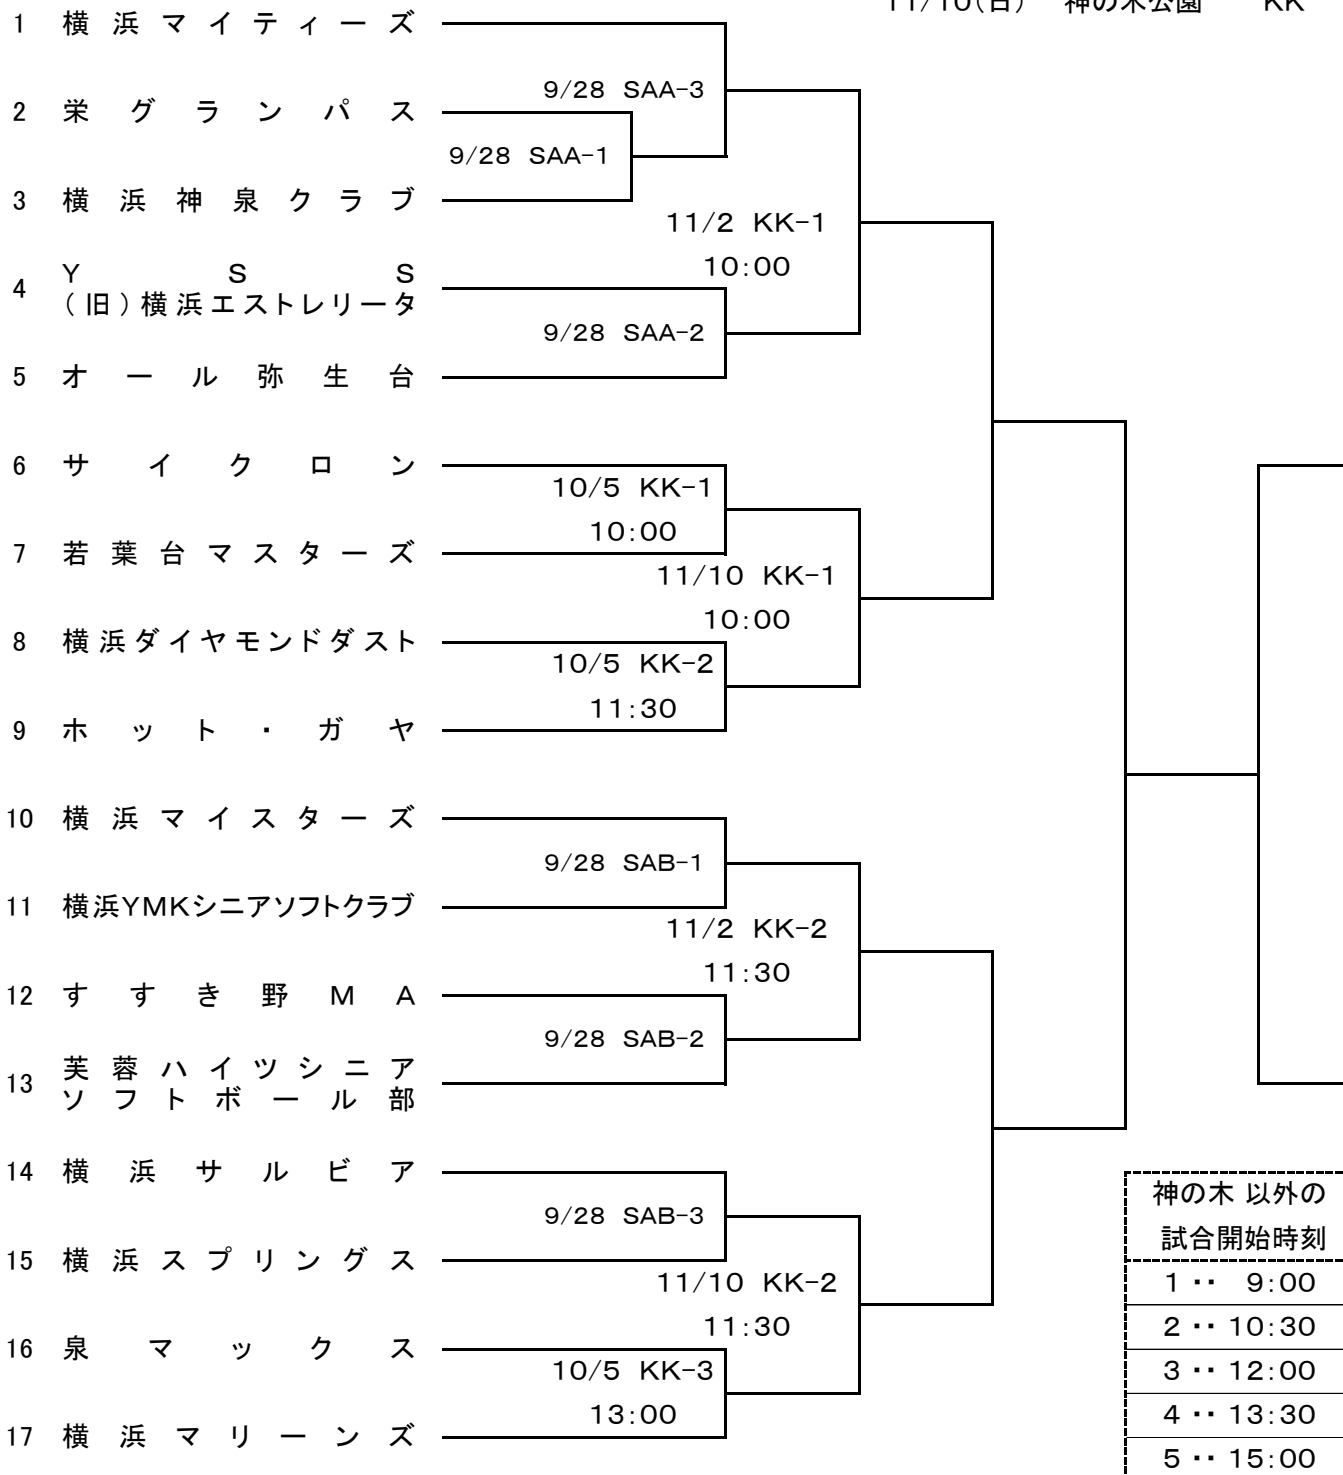 11/10(日) 神の木公園 KK
1 横浜マイティーズ
9/28 SAA-3
2 栄グランパス
9/28 SAA-1
3 横浜神泉クラブ
11/2 KK-1
10:00
4 YSS
(旧)横浜エストレリータ
9/28 SAA-2
5 オール弥生台
6 サイクロン
10/5 KK-1
10:00
7 若葉台マスターズ
11/10 KK-1
10:00
8 横浜ダイヤモンドダスト
10/5 KK-2
11:30
9 ホット・ガヤ
10 横浜マイスターズ
9/28 SAB-1
11 横浜YMKシニアソフトクラブ
11/2 KK-2
11:30
12 すすき野MA
9/28 SAB-2
13 芙蓉ハイツシニア
ソフトボール部
14 横浜サルビア
9/28 SAB-3
15 横浜スプリングス
11/10 KK-2
11:30
16 泉マックス
10/5 KK-3
13:00
17 横浜マリーンズ
神の木 以外の
試合開始時刻
1 ・・ 9:00
2 ・・ 10:30
3 ・・ 12:00
4 ・・ 13:30
5 ・・ 15:00